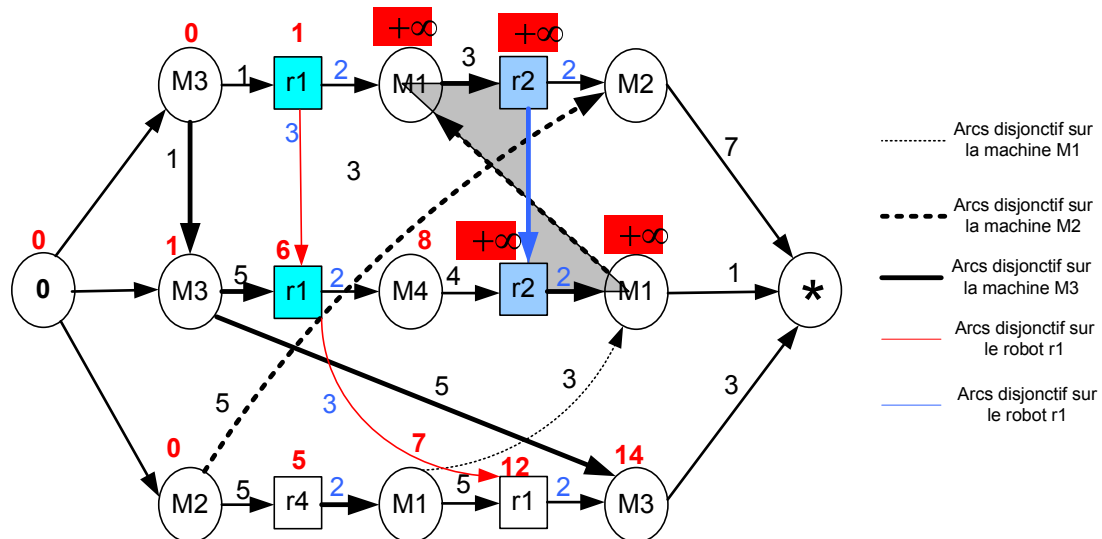 0 1 +∞ +∞
M3 1 r1 2 M1 3 r2 2 M2
3
1 3 7
Arcs disjonctif sur
la machine M1
Arcs disjonctif sur
la machine M2
0 1 6 8 +∞ +∞
0 M3 5 r1 2 M4 4 r2 2 M1 1 *
Arcs disjonctif sur
la machine M3
Arcs disjonctif sur
le robot r1
5 3 5 3 3
Arcs disjonctif sur
le robot r1
0 5 7 12 14
M2 5 r4 2 M1 5 r1 2 M3